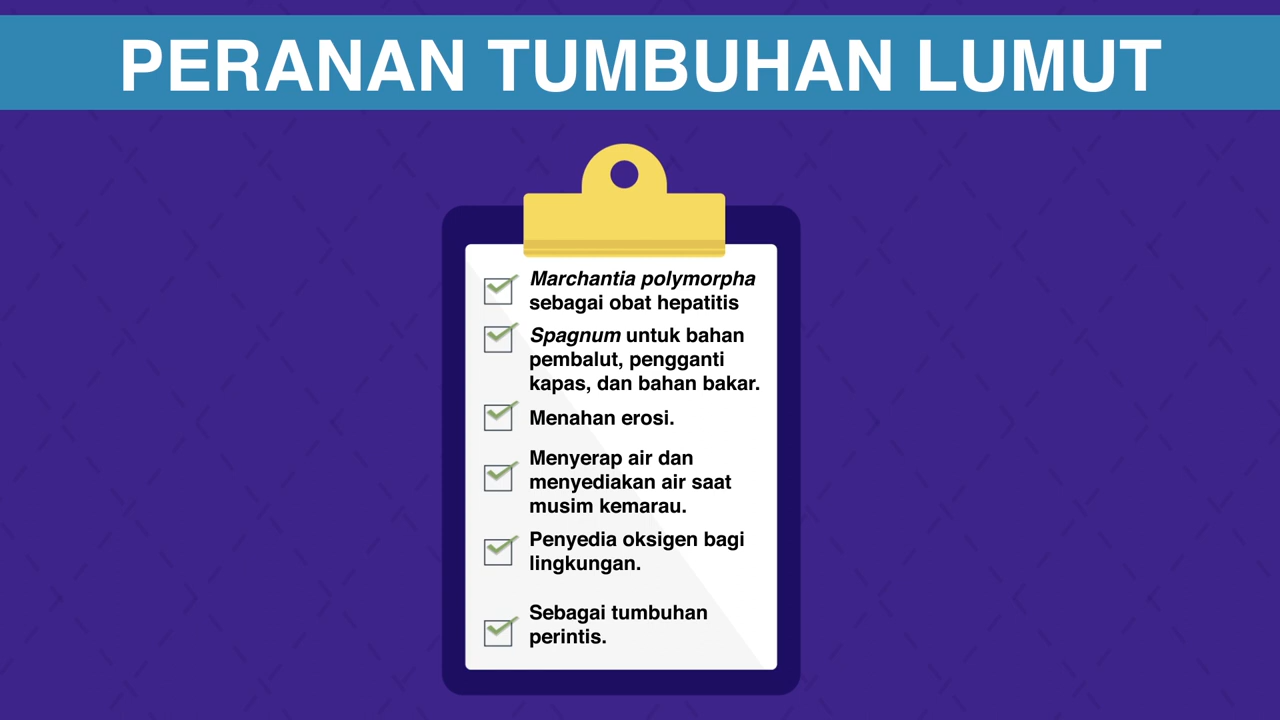 PERANAN TUMBUHAN LUMUT
Marchantia polymorpha
sebagai obat hepatitis
Spagnum untuk bahan
pembalut, pengganti
kapas, dan bahan bakar.
Menahan erosi.
Menyerap air dan
menyediakan air saat
musim kemarau.
Penyedia oksigen bagi
lingkungan.
Sebagai tumbuhan
perintis.